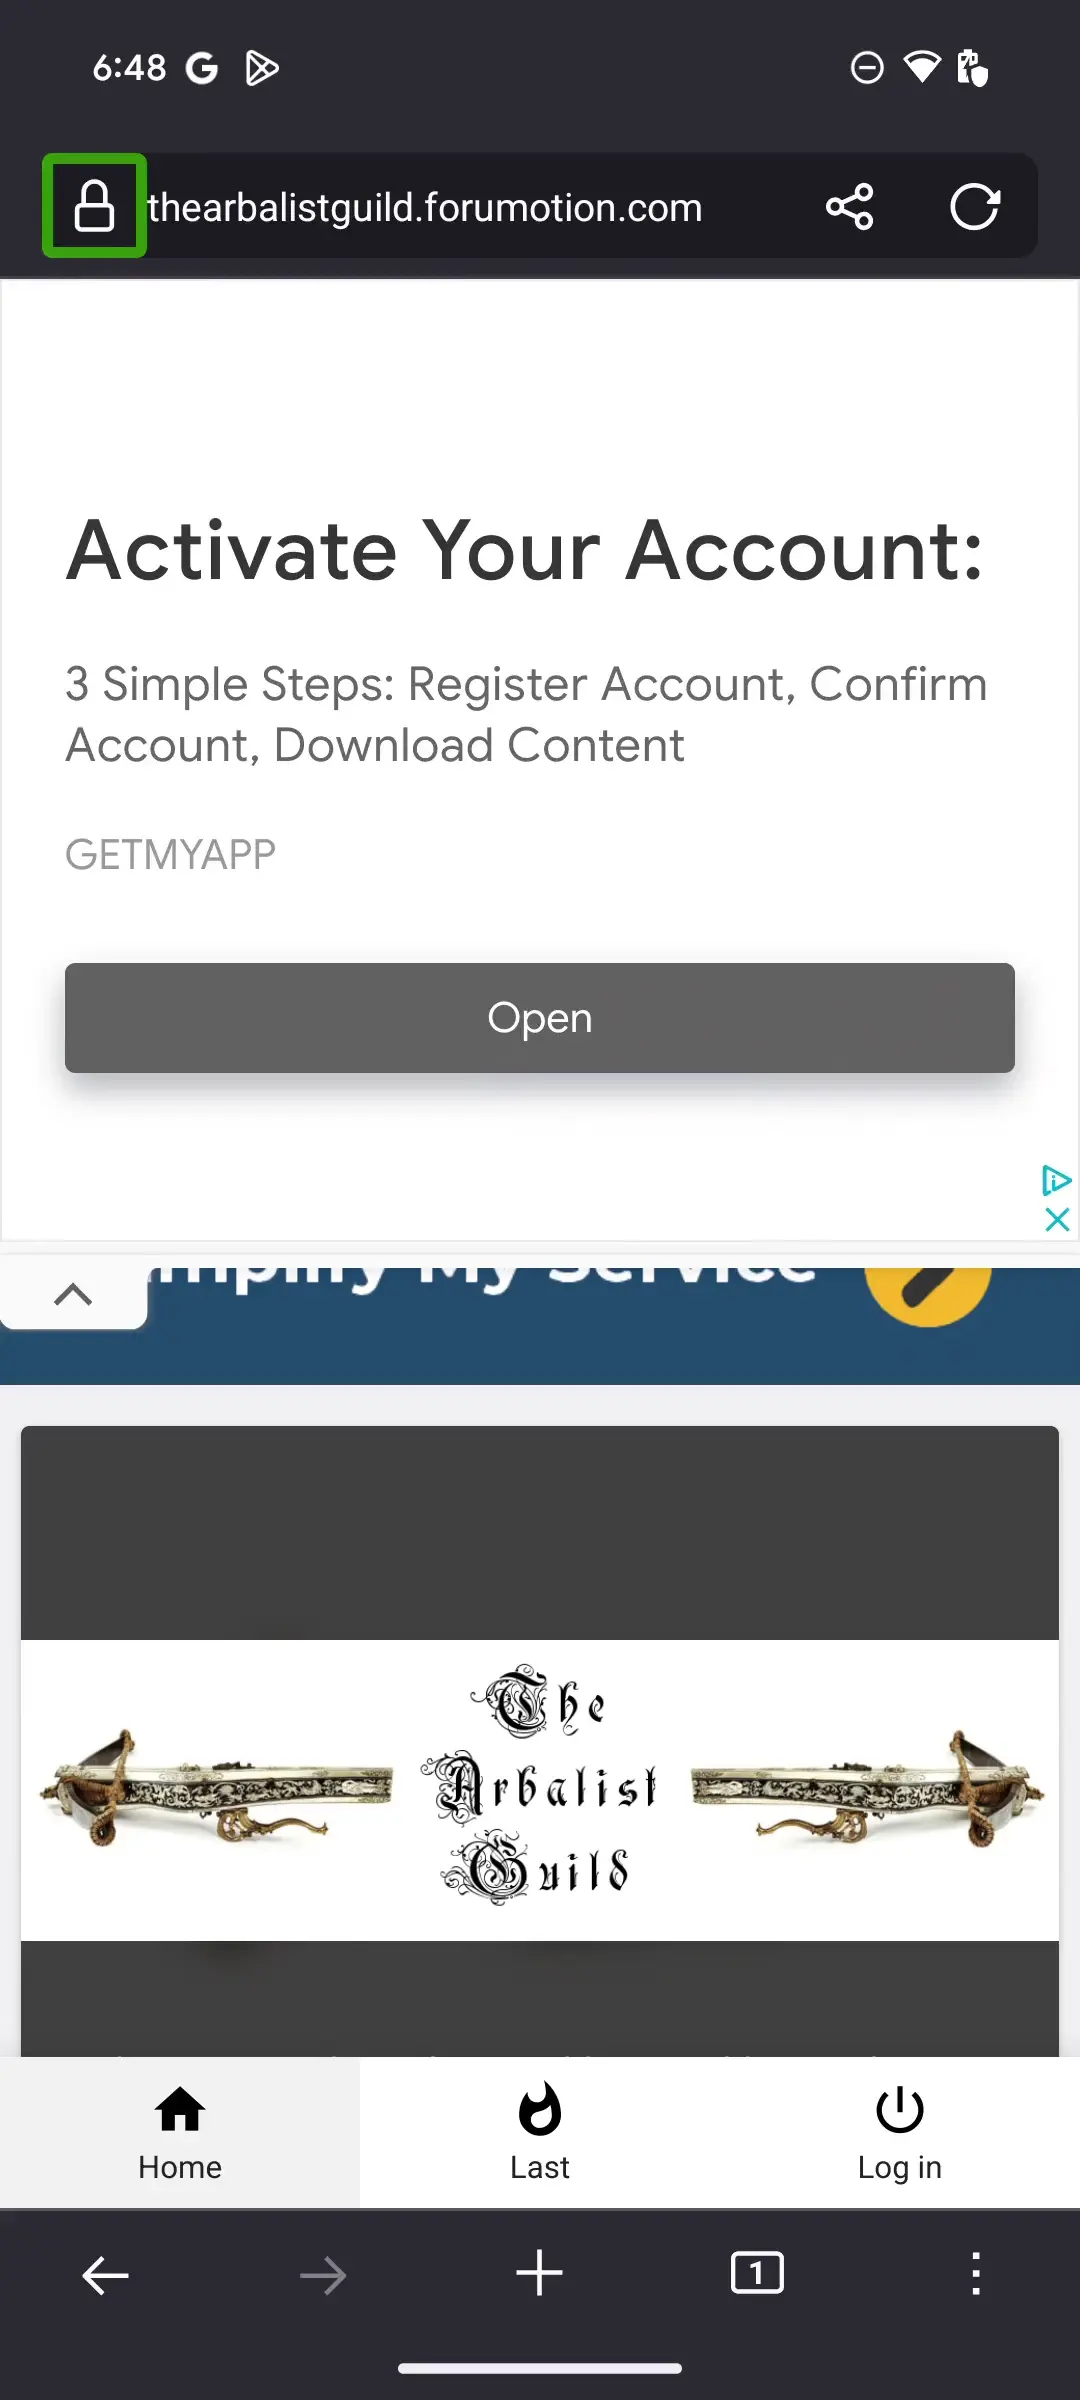 6:48
thearbalistguild.forumotion.com
Activate Your Account:
3 Simple Steps: Register Account, Confirm
Account, Download Content
GETMYAPP
Open
My Service
The
Arbalist
Guild
Home
Last
Log in
1